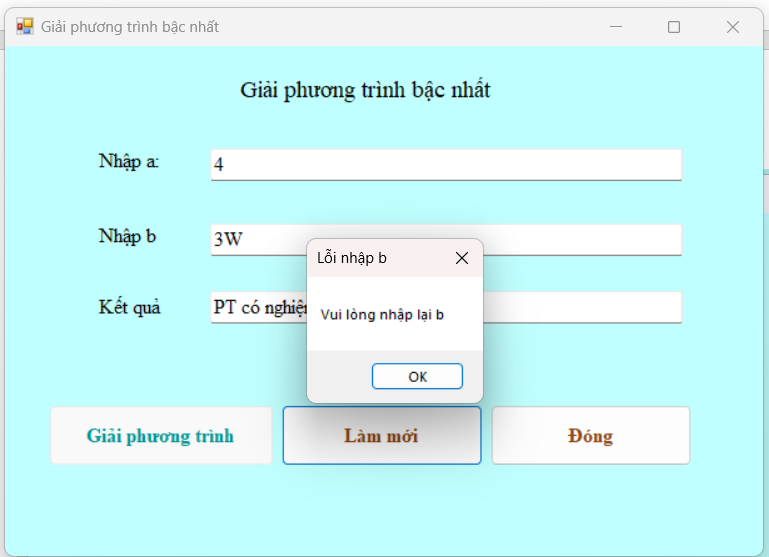 Giải phương trình bậc nhất
Giải phương trình bậc nhất
Nhập a:
4
Nhập b
3W
Lỗi nhập b
Vui lòng nhập lại b
OK
Kết quả
PT có nghiệm
Giải phương trình
Làm mới
Đóng